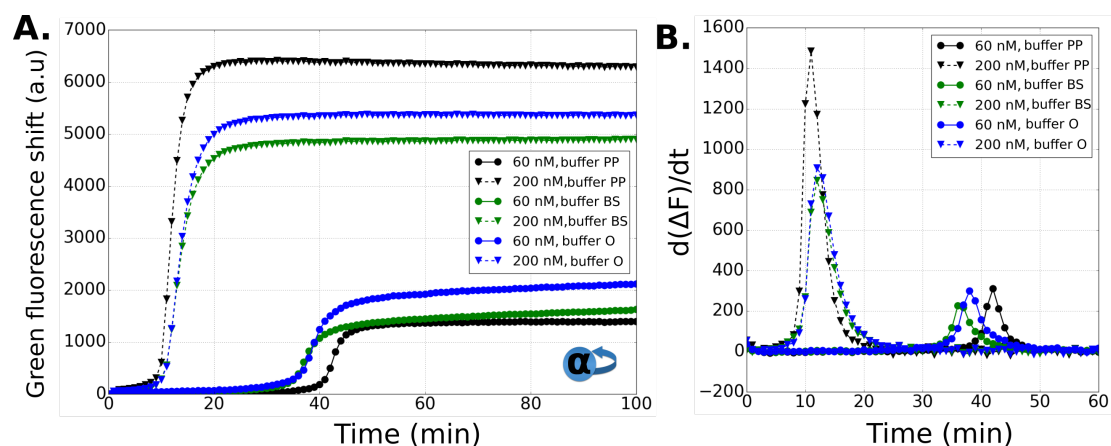 A.
Green fluorescence shift (a.u)
7000
6000
5000
4000
3000
2000
1000
0
0 20 40 60 80 100
Time (min)
60 nM, buffer PP
200 nM,buffer PP
60 nM, buffer BS
200 nM, buffer BS
60 nM, buffer O
200 nM, buffer O
α
B.
d(ΔF)/dt
1600
1400
1200
1000
800
600
400
200
0
−200
0 10 20 30 40 50 60
Time (min)
60 nM, buffer PP
200 nM, buffer PP
60 nM, buffer BS
200 nM, buffer BS
60 nM, buffer O
200 nM, buffer O